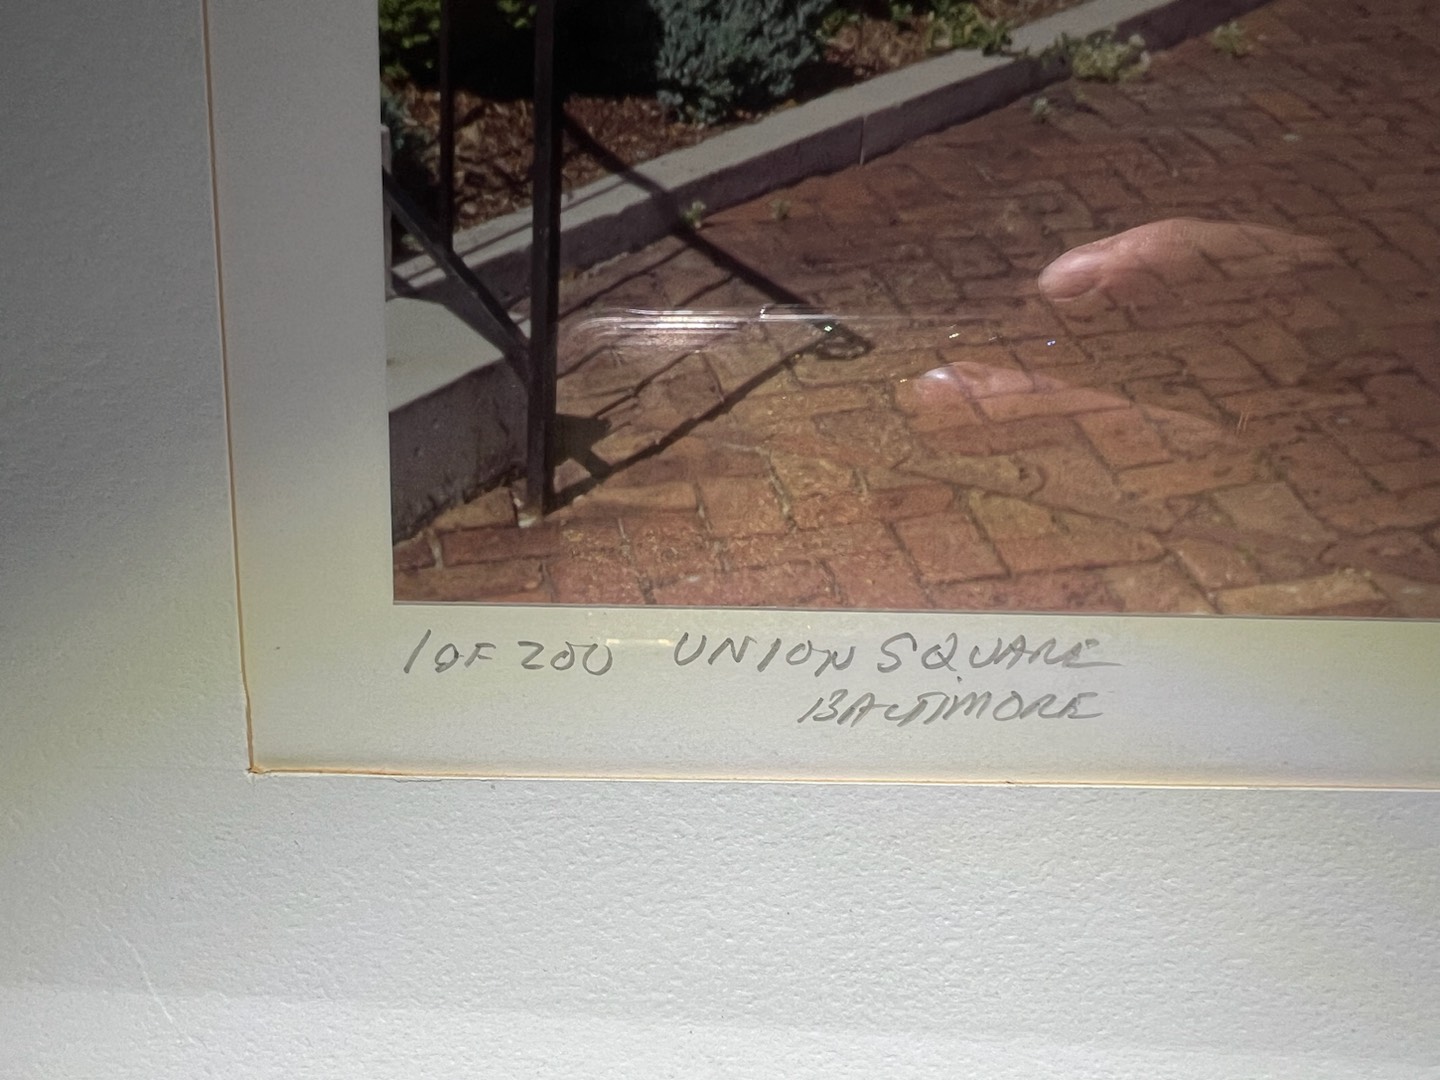 1 OF 200 UNION SQUARE
BALTIMORE